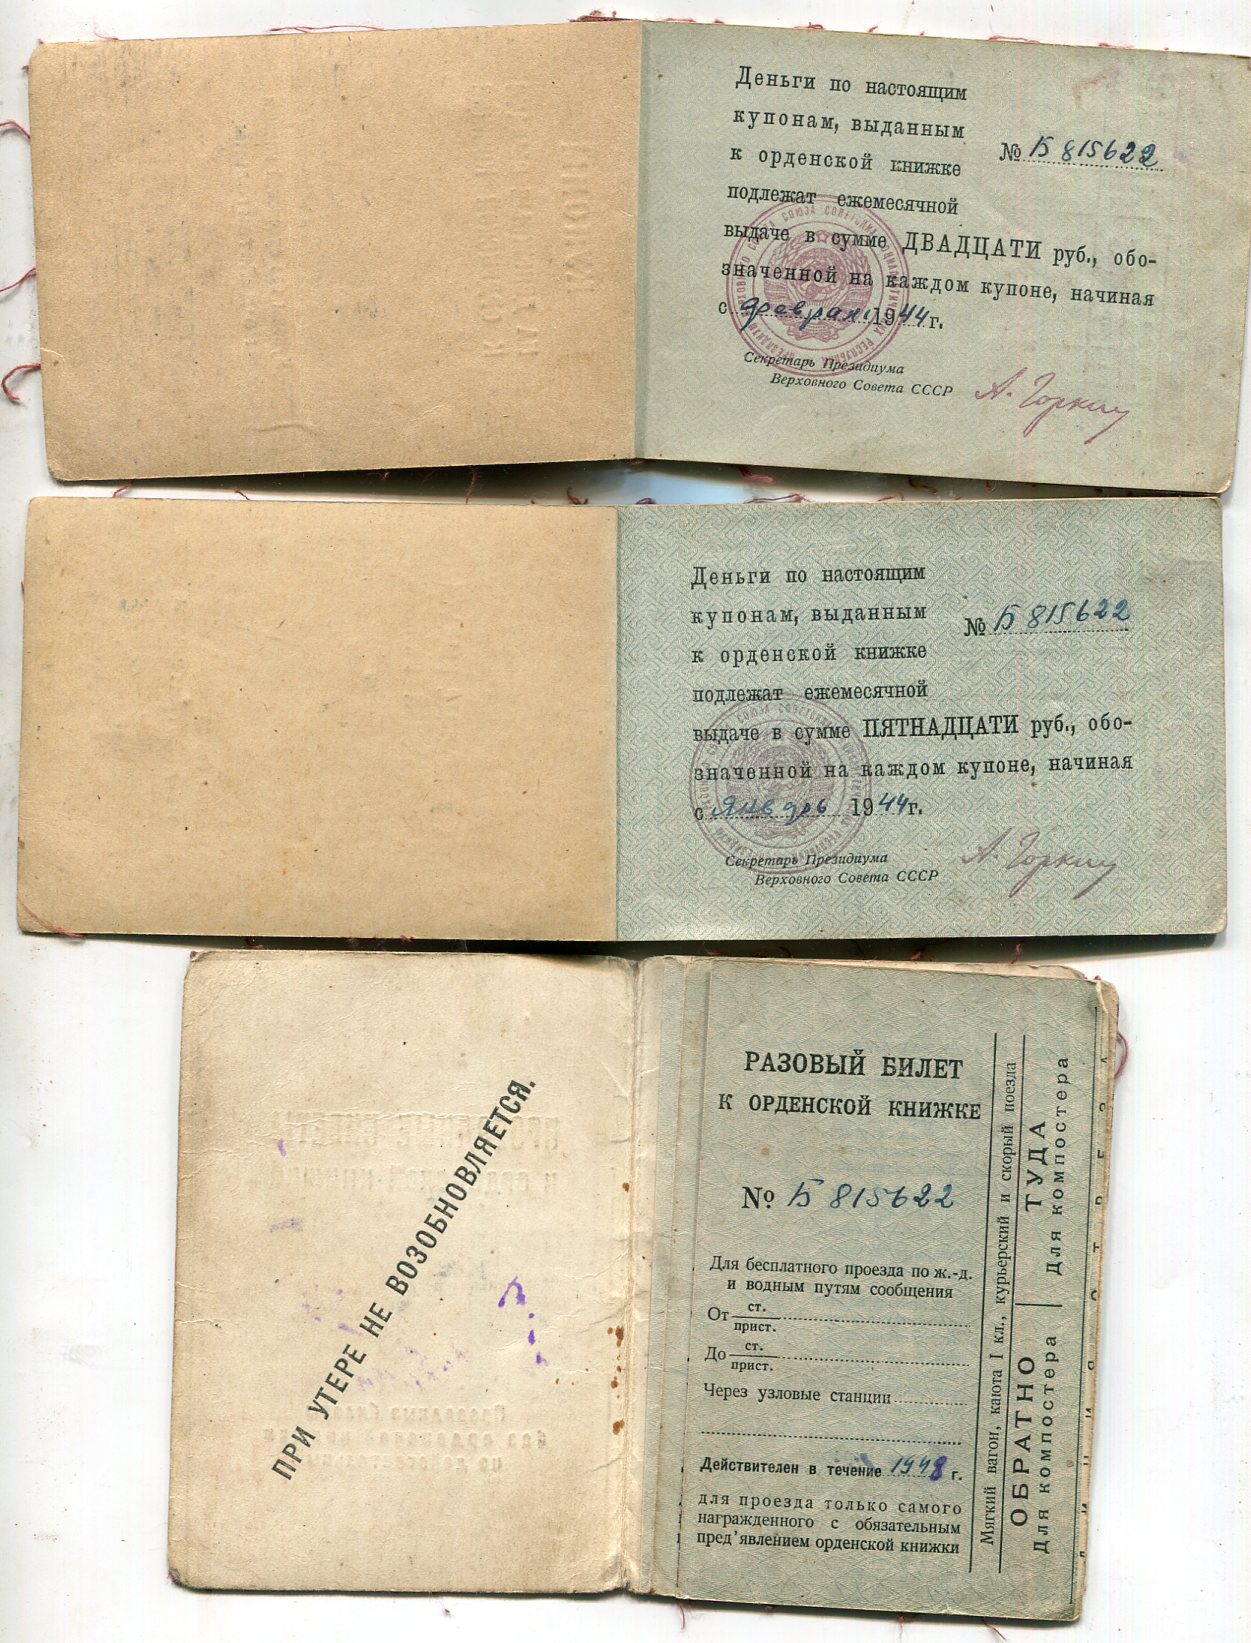 Деньги по настоящим
купонам, выданным
к орденской книжке
№ Б 815622
подлежат ежемесячной
выдаче в сумме ДВАДЦАТИ руб., обо-
значенной на каждом купоне, начиная
с феврал. 1944 г.
Секретарь Президиума
Верховного Совета СССР
А. Горкин
Деньги по настоящим
купонам, выданным
№ Б 815622
к орденской книжке
подлежат ежемесячной
выдаче в сумме ПЯТНАДЦАТИ руб., обо-
значенной на каждом купоне, начиная
с январь 1944 г.
Секретарь Президиума
Верховного Совета СССР
А. Горкин
ПРИ УТЕРЕ НЕ ВОЗОБНОВЛЯЕТСЯ.
РАЗОВЫЙ БИЛЕТ
К ОРДЕНСКОЙ КНИЖКЕ
№ Б 815622
Для бесплатного проезда по ж.-д.
и водным путям сообщения
От ст.
прист.
До ст.
прист.
Через узловые станции
Действителен в течение 1948 г.
для проезда только самого
награжденного с обязательным
пред'явлением орденской книжки
Мягкий вагон, каюта I кл., курьерский и скорый поезда
ОБРАТНО ТУДА
Для компостера Для компостера